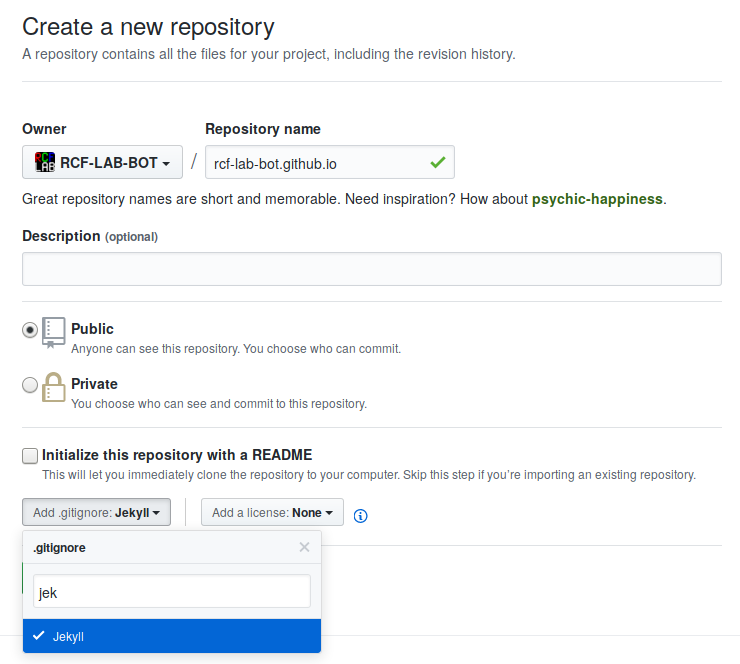 Create a new repository
A repository contains all the files for your project, including the revision history.
Owner
Repository name
RC LAB RCF-LAB-BOT / rcf-lab-bot.github.io
Great repository names are short and memorable. Need inspiration? How about psychic-happiness.
Description (optional)
Public
Anyone can see this repository. You choose who can commit.
Private
You choose who can see and commit to this repository.
Initialize this repository with a README
This will let you immediately clone the repository to your computer. Skip this step if you’re importing an existing repository.
Add .gitignore: Jekyll
Add a license: None
.gitignore
jek
Jekyll